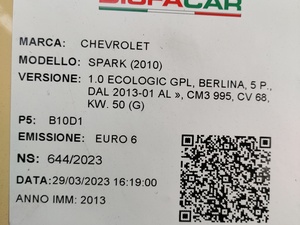 MARCA: CHEVROLET
MODELLO: SPARK (2010)
VERSIONE: 1.0 ECOLOGIC GPL, BERLINA, 5 P.,
DAL 2013-01 AL », CM3 995, CV 68,
KW. 50 (G)
P5: B10D1
EMISSIONE: EURO 6
NS: 644/2023
DATA: 29/03/2023 16:19:00
ANNO IMM: 2013